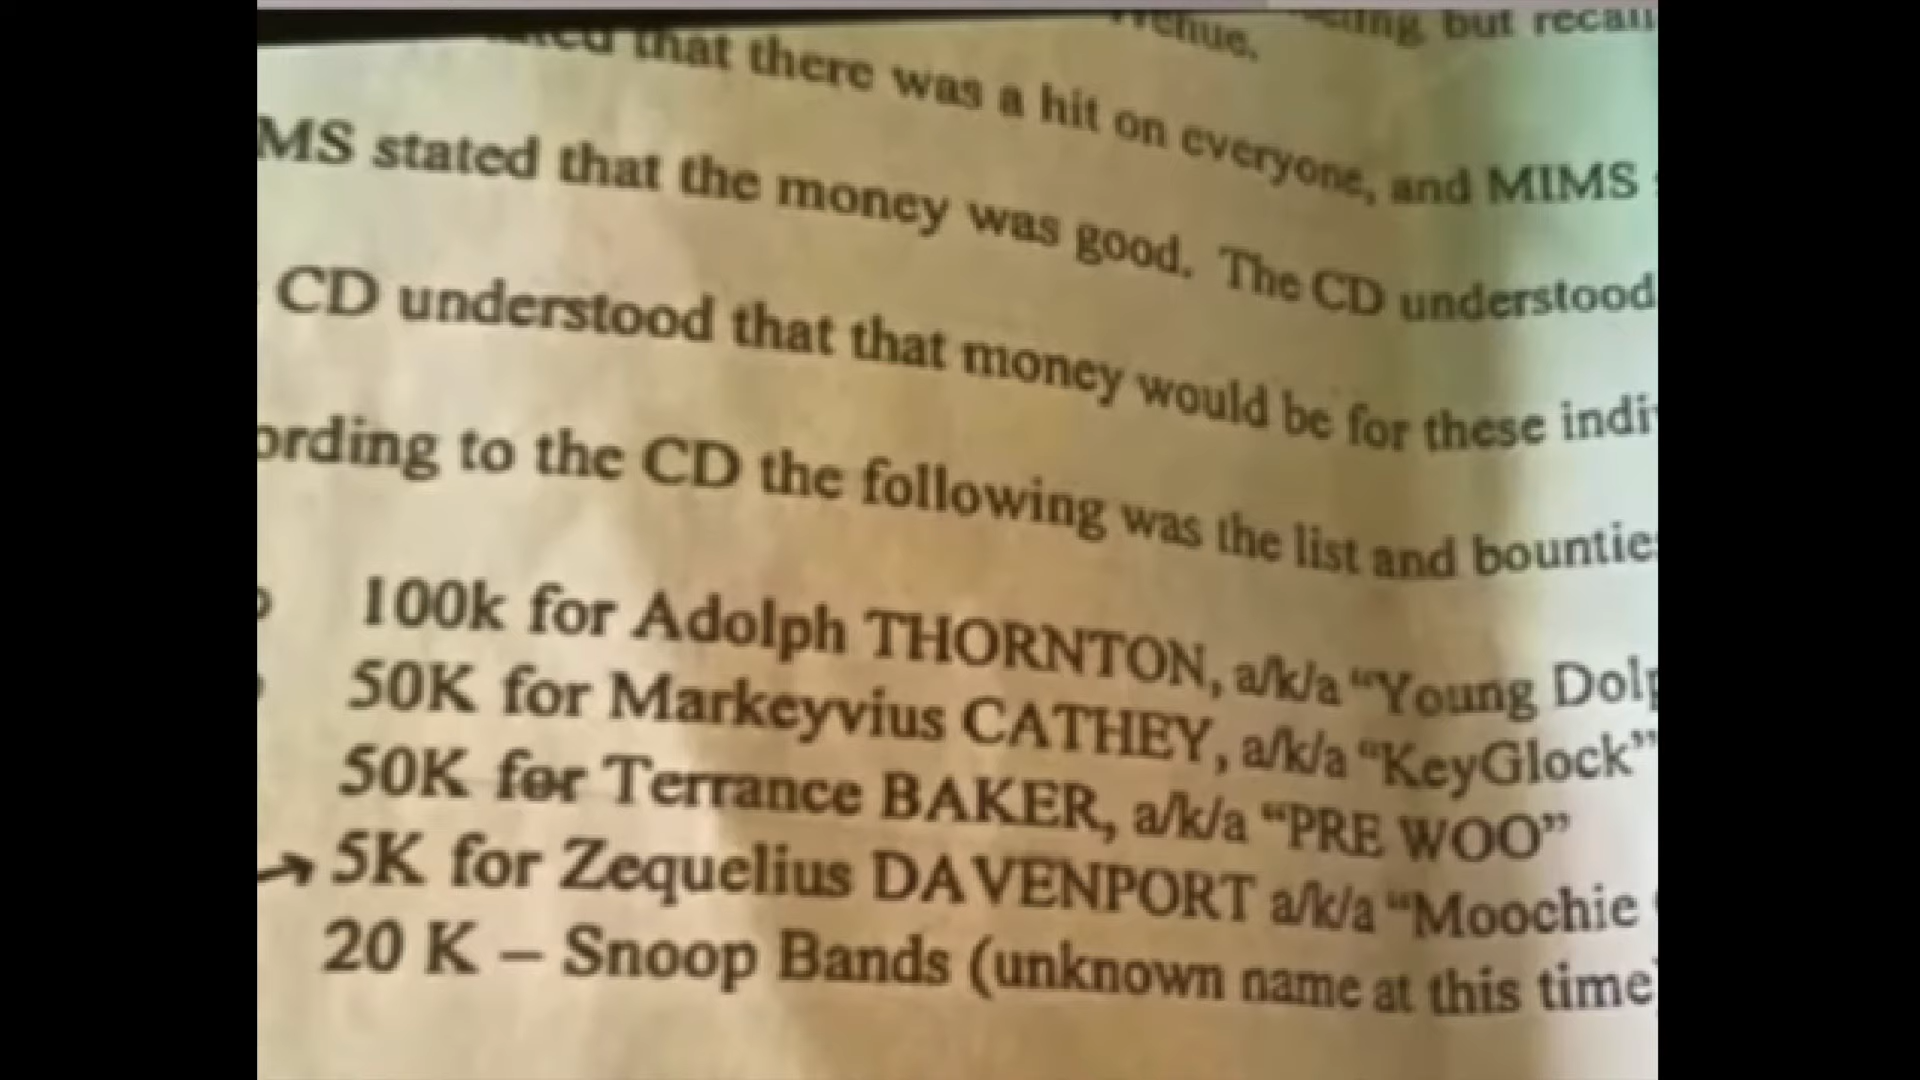 but recall
that there was a hit on everyone, and MIMS
MS stated that the money was good. The CD understood
CD understood that that money would be for these indi
ording to the CD the following was the list and bountie
100k for Adolph THORNTON, a/k/a “Young Dolp
50K for Markeyvius CATHEY, a/k/a “KeyGlock”
50K for Terrance BAKER, a/k/a “PRE WOO”
5K for Zequelius DAVENPORT a/k/a “Moochie
20 K – Snoop Bands (unknown name at this time)